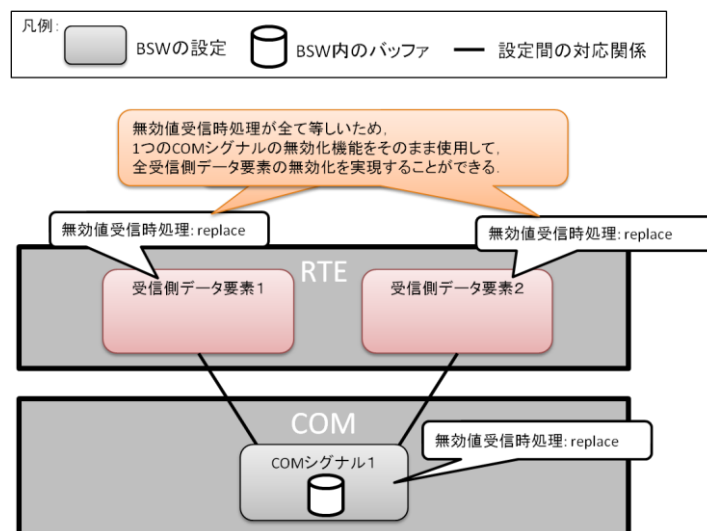 凡例:
BSWの設定
BSW内のバッファ
設定間の対応関係
無効値受信時処理が全て等しいため,
1つのCOMシグナルの無効化機能をそのまま使用して,
全受信側データ要素の無効化を実現することができる.
無効値受信時処理: replace
無効値受信時処理: replace
RTE
受信側データ要素1
受信側データ要素2
COM
無効値受信時処理: replace
COMシグナル1